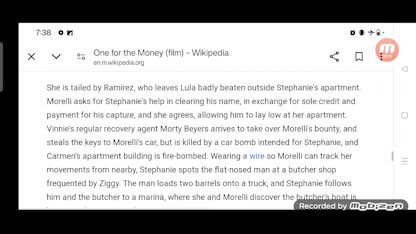 7:38
One for the Money (film) - Wikipedia
en.m.wikipedia.org
She is tailed by Ramirez, who leaves Lula badly beaten outside Stephanie's apartment.
Morelli asks for Stephanie's help in clearing his name, in exchange for sole credit and
payment for his capture, and she agrees, allowing him to lay low at her apartment.
Vinnie's regular recovery agent Morty Beyers arrives to take over Morelli's bounty, and
steals the keys to Morelli's car, but is killed by a car bomb intended for Stephanie, and
Carmen's apartment building is fire-bombed. Wearing a wire so Morelli can track her
movements from nearby, Stephanie spots the flat-nosed man at a butcher shop
frequented by Ziggy. The man loads two barrels onto a truck, and Stephanie follows
him and the butcher to a marina, where she and Morelli discover the butcher's boat is
Recorded by mobizen